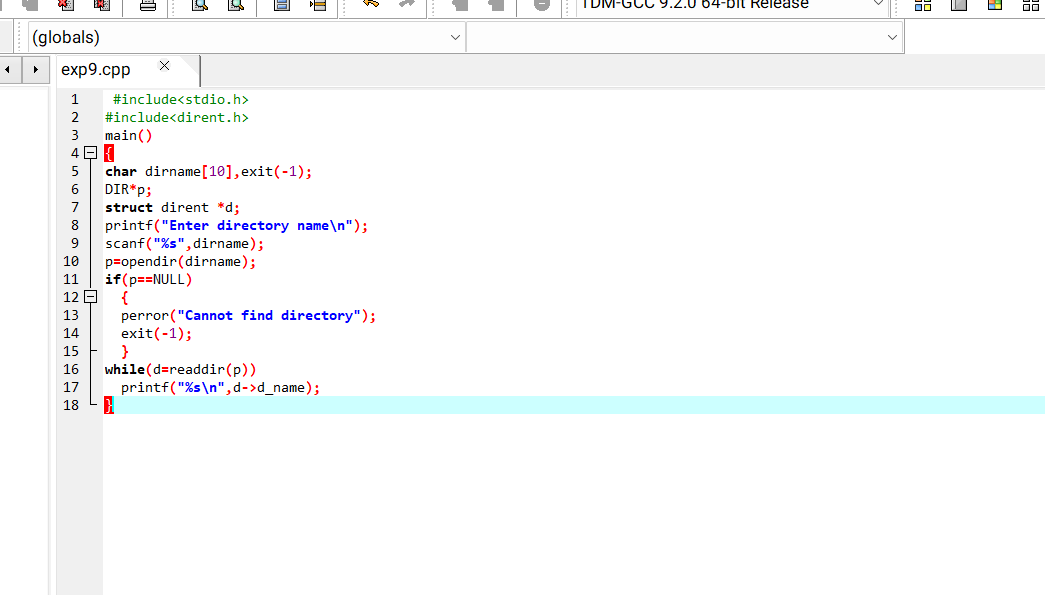 TDM-GCC 9.2.0 64-bit Release
(globals)
exp9.cpp
1 #include<stdio.h>
2 #include<dirent.h>
3 main()
4 {
5 char dirname[10],exit(-1);
6 DIR*p;
7 struct dirent *d;
8 printf("Enter directory name\n");
9 scanf("%s",dirname);
10 p=opendir(dirname);
11 if(p==NULL)
12 {
13 perror("Cannot find directory");
14 exit(-1);
15 }
16 while(d=readdir(p))
17 printf("%s\n",d->d_name);
18 }